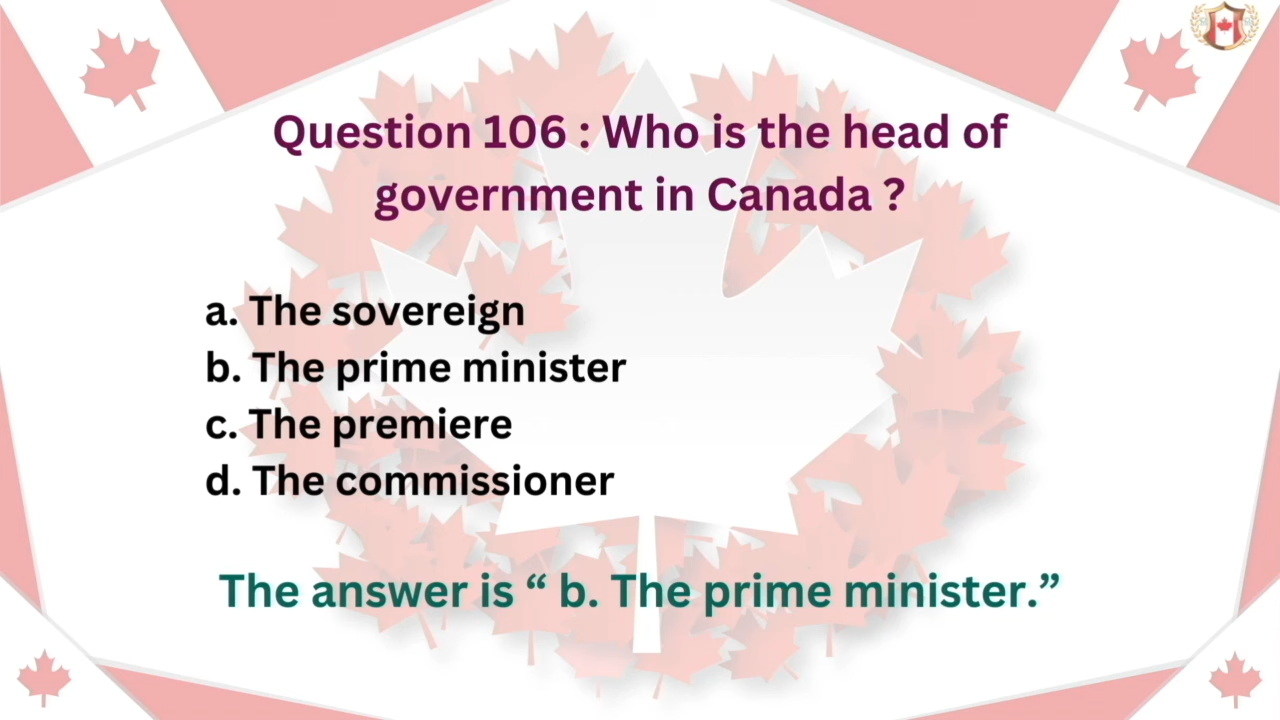 Question 106 : Who is the head of
government in Canada ?
a. The sovereign
b. The prime minister
c. The premiere
d. The commissioner
The answer is “ b. The prime minister.”